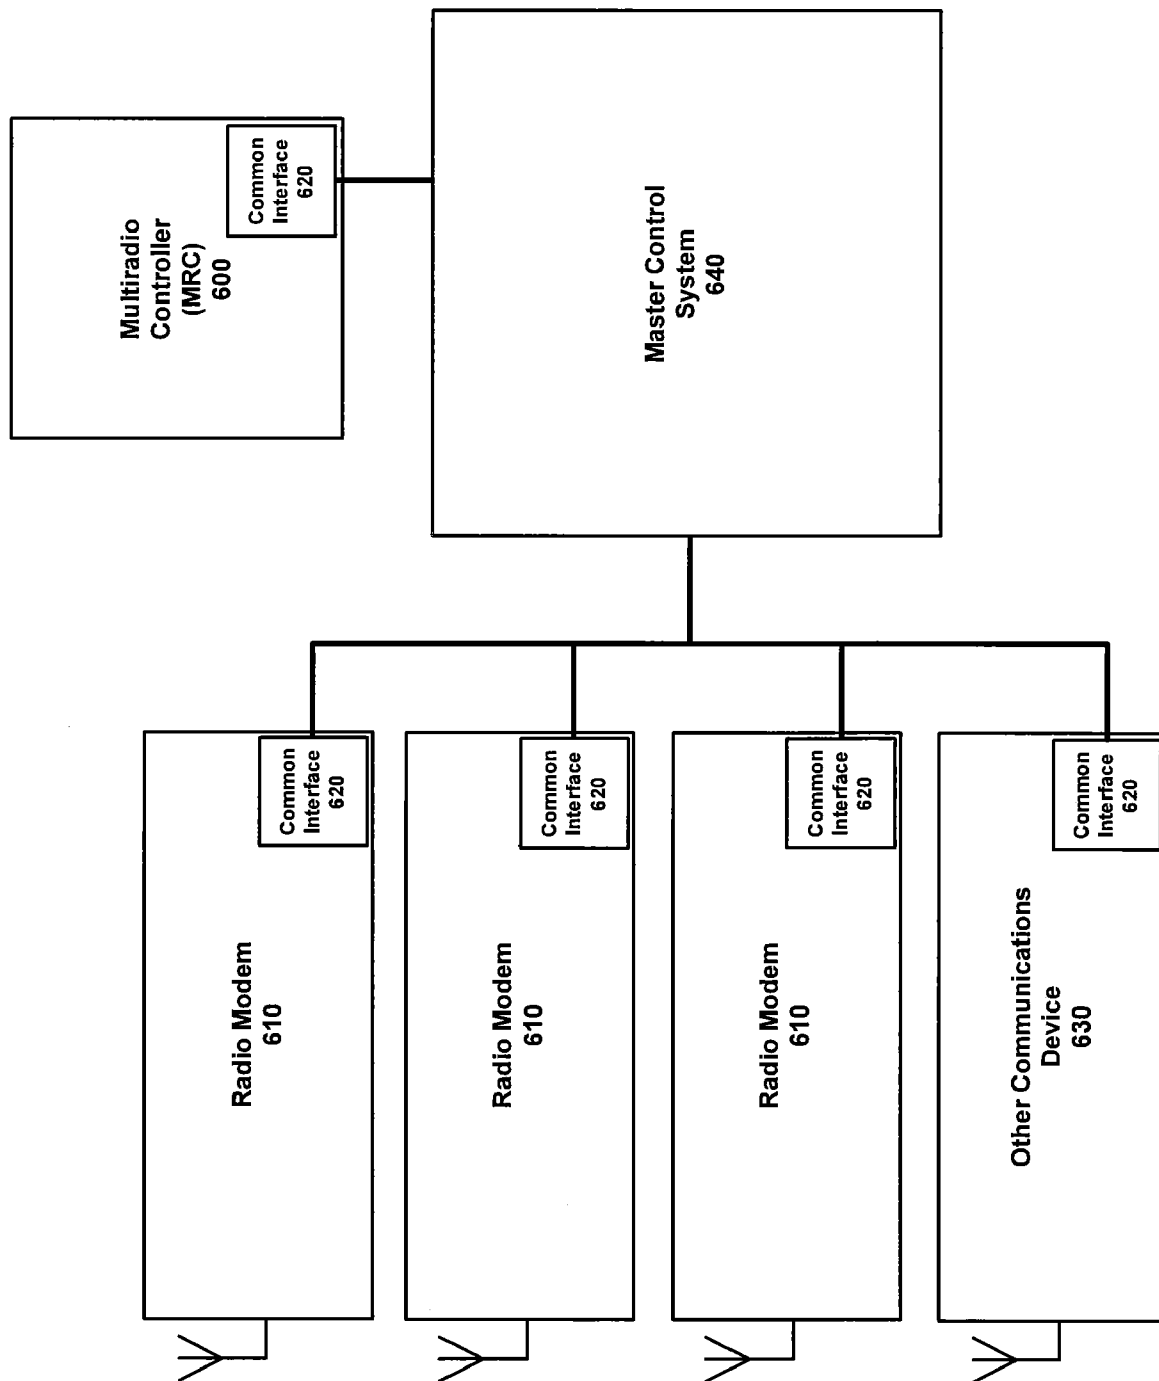 Multiradio
Controller
(MRC)
600
Common
Interface
620
Master Control
System
640
Radio Modem
610
Common
Interface
620
Radio Modem
610
Common
Interface
620
Radio Modem
610
Common
Interface
620
Other Communications
Device
630
Common
Interface
620